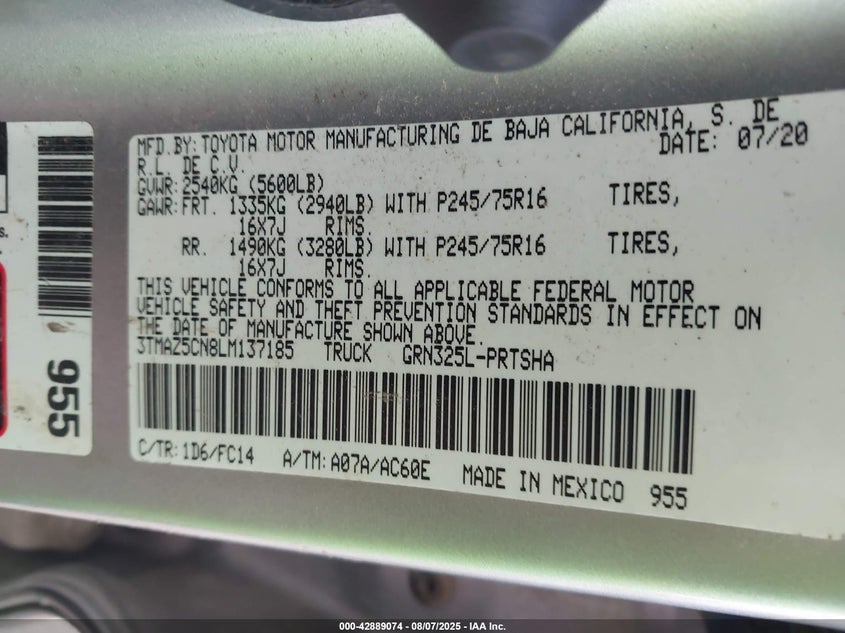 MFD.BY:TOYOTA MOTOR MANUFACTURING DE BAJA CALIFORNIA, S. DE
R.L. DE C.V. DATE: 07/20
GVWR:2540KG (5600LB)
GAWR:FRT. 1335KG (2940LB) WITH P245/75R16 TIRES,
16X7J RIMS.
RR. 1490KG (3280LB) WITH P245/75R16 TIRES,
16X7J RIMS.
THIS VEHICLE CONFORMS TO ALL APPLICABLE FEDERAL MOTOR
VEHICLE SAFETY AND THEFT PREVENTION STANDARDS IN EFFECT ON
THE DATE OF MANUFACTURE SHOWN ABOVE.
3TMAZ5CN8LM137185 TRUCK GRN325L-PRTSHA
C/TR:1D6/FC14 A/TM:A07A/AC60E MADE IN MEXICO 955
955
000-42889074 - 08/07/2025 - IAA Inc.